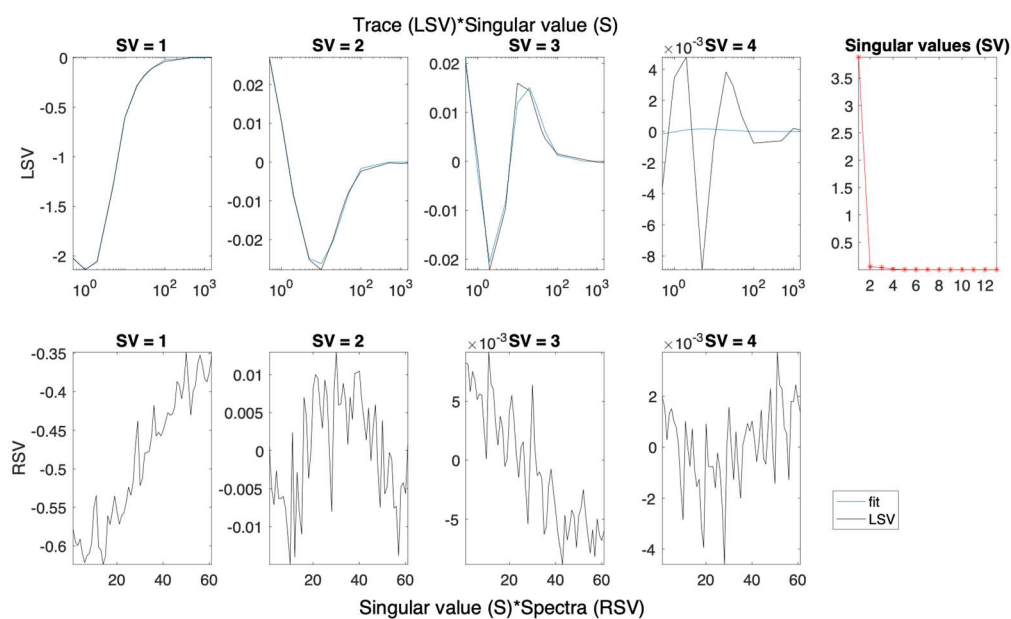 Trace (LSV)*Singular value (S)
SV = 1
SV = 2
SV = 3
×10⁻³ SV = 4
Singular values (SV)
LSV
0
-0.5
-1
-1.5
-2
10⁰ 10² 10³
0.02
0.01
0
-0.01
-0.02
10⁰ 10² 10³
0.02
0.01
0
-0.01
-0.02
10⁰ 10² 10³
4
2
0
-2
-4
-6
-8
10⁰ 10² 10³
3.5
3
2.5
2
1.5
1
0.5
2 4 6 8 10 12
SV = 1
SV = 2
×10⁻³ SV = 3
×10⁻³ SV = 4
RSV
-0.35
-0.4
-0.45
-0.5
-0.55
-0.6
20 40 60
0.01
0.005
0
-0.005
-0.01
20 40 60
5
0
-5
20 40 60
2
0
-2
-4
20 40 60
fit
LSV
Singular value (S)*Spectra (RSV)